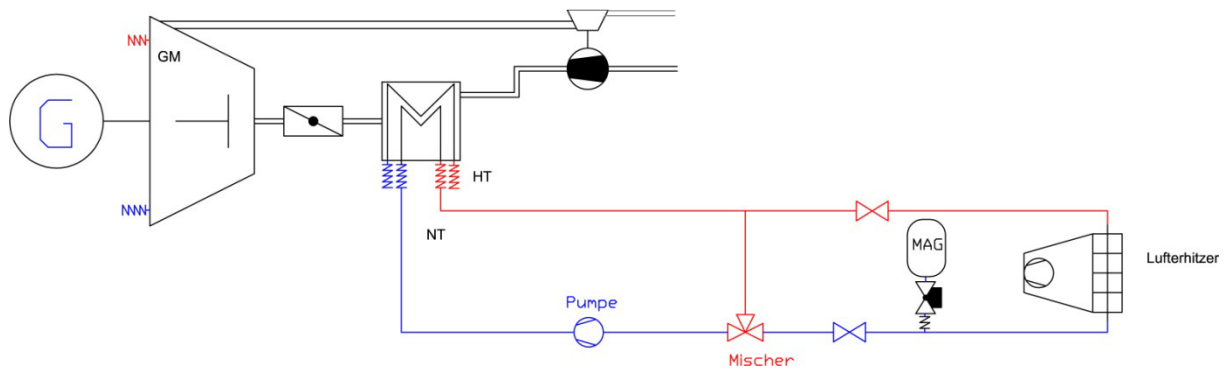 GM
G
HT
NT
MAG
Lufterhitzer
Pumpe
Mischer